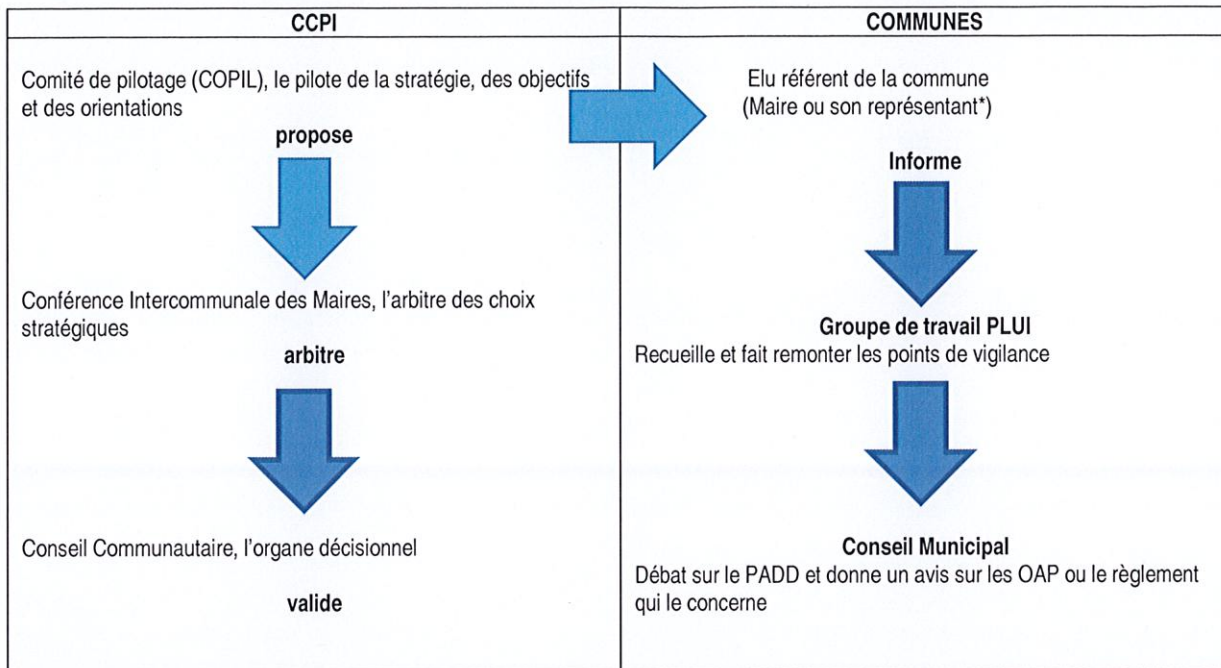 CCPI
COMMUNES
Comité de pilotage (COPIL), le pilote de la stratégie, des objectifs
et des orientations
propose
Conférence Intercommunale des Maires, l'arbitre des choix
stratégiques
arbitre
Conseil Communautaire, l'organe décisionnel
valide
Elu référent de la commune
(Maire ou son représentant*)
Informe
Groupe de travail PLUI
Recueille et fait remonter les points de vigilance
Conseil Municipal
Débat sur le PADD et donne un avis sur les OAP ou le règlement
qui le concerne